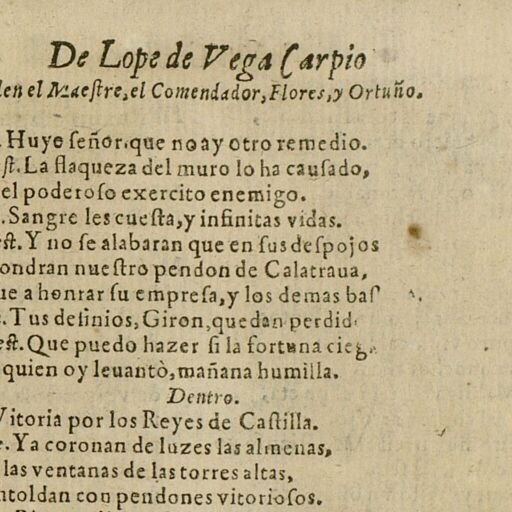 De Lope de Vega Carpio
len el Maeſtre, el Comendador, Flores, y Ortuño.
. Huye ſeñor, que no ay otro remedio.
ſt. La flaqueza del muro lo ha cauſado,
el poderoſo exercito enemigo.
. Sangre les cueſta, y infinitas vidas.
eſt. Y no ſe alabaran que en ſus deſpojos
ondran nueſtro pendon de Calatraua,
ue a honrar ſu empreſa, y los demas baſ
. Tus deſinios, Giron, quedan perdid
eſt. Que puedo hazer ſi la fortuna ciega
quien oy leuantò, mañana humilla.
Dentro.
Vitoria por los Reyes de Caſtilla.
e. Ya coronan de luzes las almenas,
las ventanas de las torres altas,
ntoldan con pendones vitorioſos.